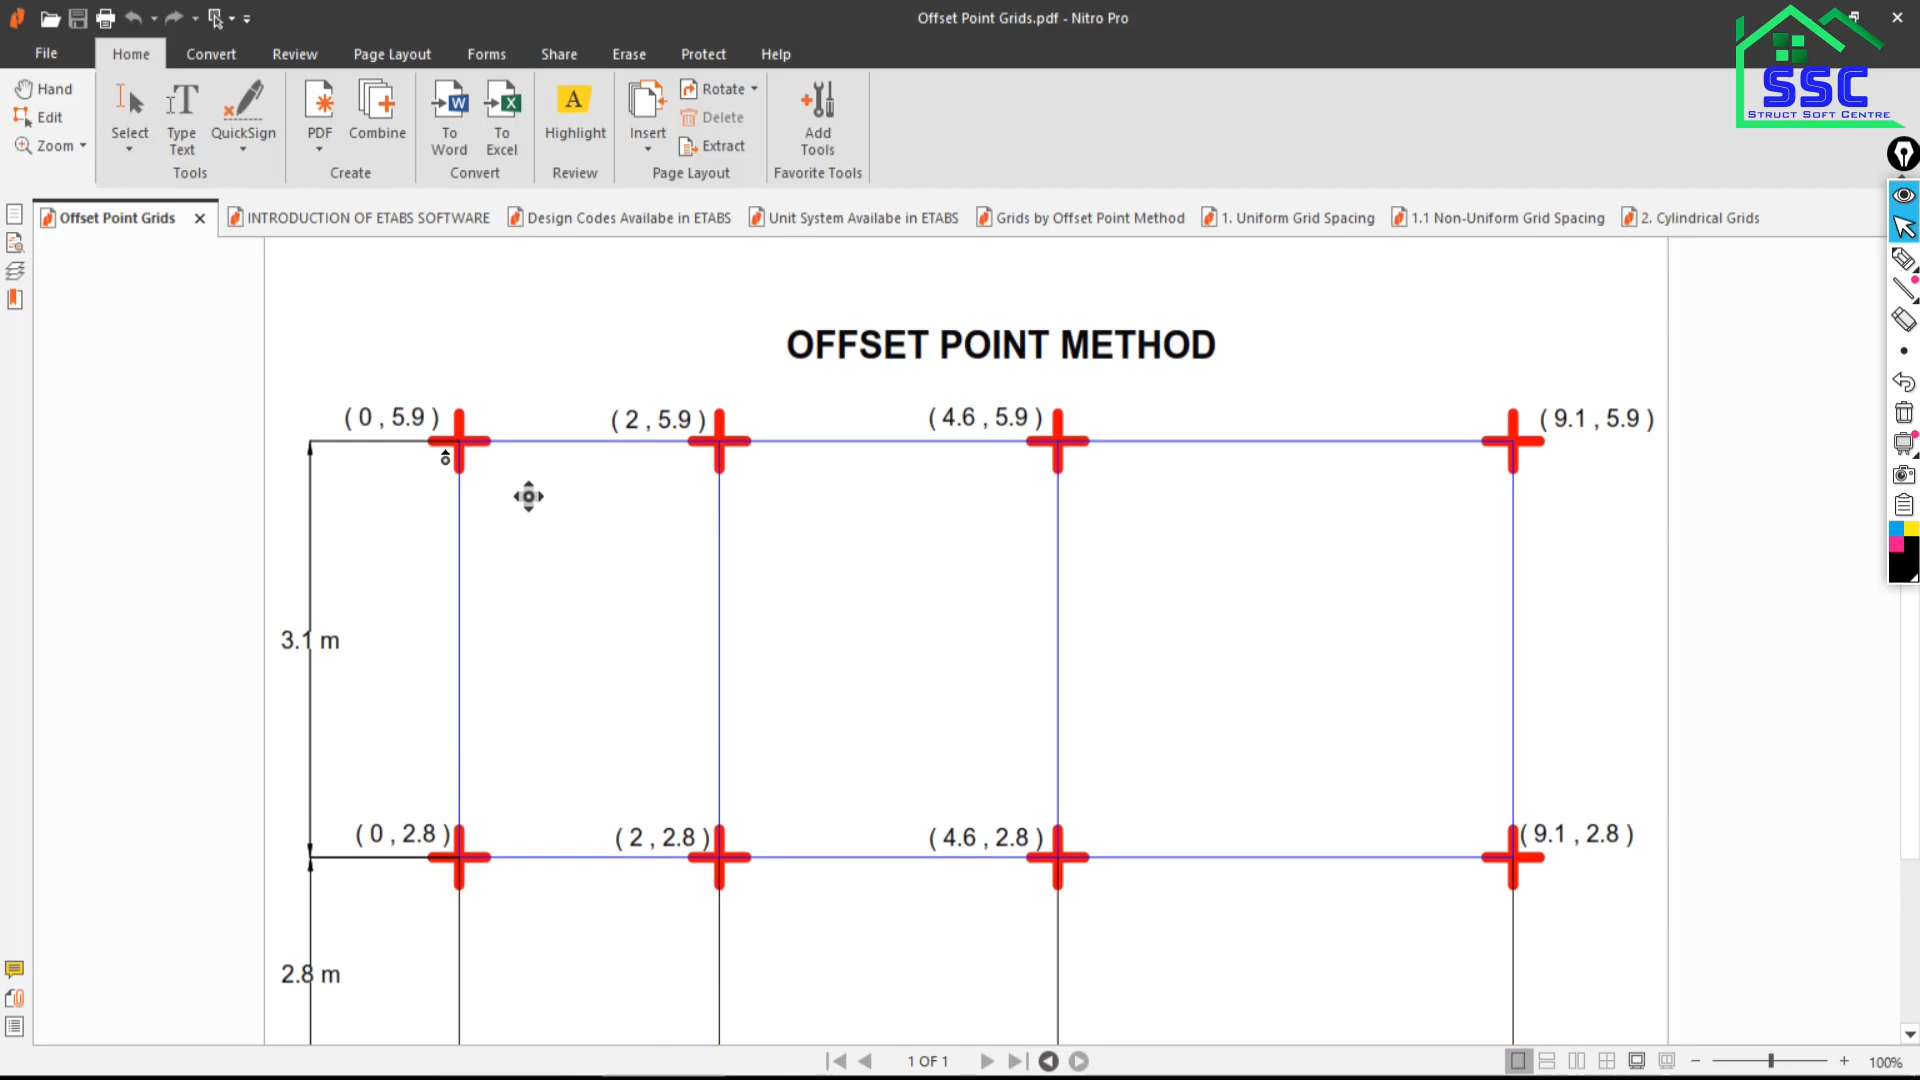 Offset Point Grids.pdf - Nitro Pro
SSC
STRUCT SOFT CENTRE
File Home Convert Review Page Layout Forms Share Erase Protect Help
Hand
Edit
Zoom
Select
Type Text
QuickSign
Tools
PDF
Combine
Create
To Word
To Excel
Convert
Highlight
Review
Insert
Rotate
Delete
Extract
Page Layout
Add Tools
Favorite Tools
Offset Point Grids INTRODUCTION OF ETABS SOFTWARE Design Codes Availabe in ETABS Unit System Availabe in ETABS Grids by Offset Point Method 1. Uniform Grid Spacing 1.1 Non-Uniform Grid Spacing 2. Cylindrical Grids
OFFSET POINT METHOD
( 0 , 5.9 ) ( 2 , 5.9 ) ( 4.6 , 5.9 ) ( 9.1 , 5.9 )
3.1 m
( 0 , 2.8 ) ( 2 , 2.8 ) ( 4.6 , 2.8 ) ( 9.1 , 2.8 )
2.8 m
1 OF 1
100%